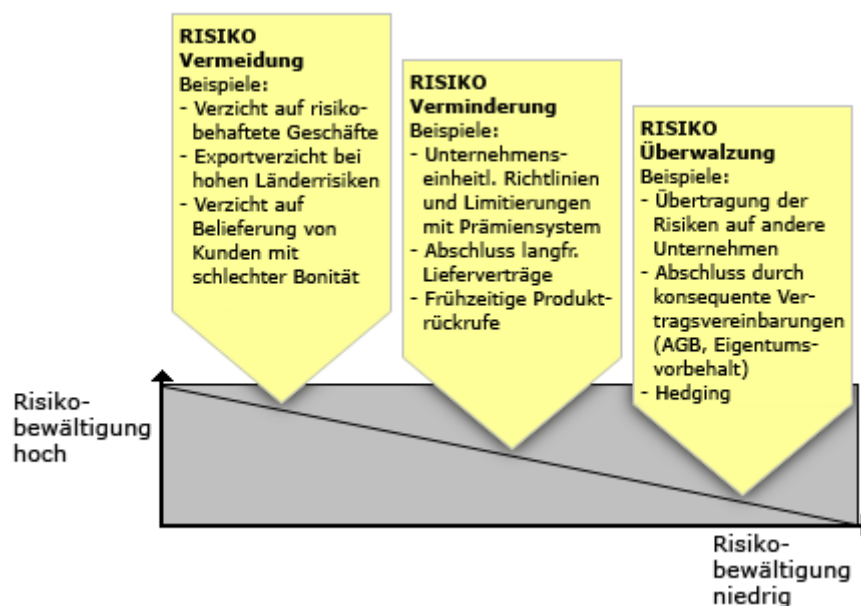 RISIKO
Vermeidung
Beispiele:
- Verzicht auf risiko-
behaftete Geschäfte
- Exportverzicht bei
hohen Länderrisiken
- Verzicht auf
Belieferung von
Kunden mit
schlechter Bonität
RISIKO
Verminderung
Beispiele:
- Unternehmens-
einheitl. Richtlinien
und Limitierungen
mit Prämiensystem
- Abschluss langfr.
Lieferverträge
- Frühzeitige Produkt-
rückrufe
RISIKO
Überwalzung
Beispiele:
- Übertragung der
Risiken auf andere
Unternehmen
- Abschluss durch
konsequente Ver-
tragsvereinbarungen
(AGB, Eigentums-
vorbehalt)
- Hedging
Risiko-
bewältigung
hoch
Risiko-
bewältigung
niedrig